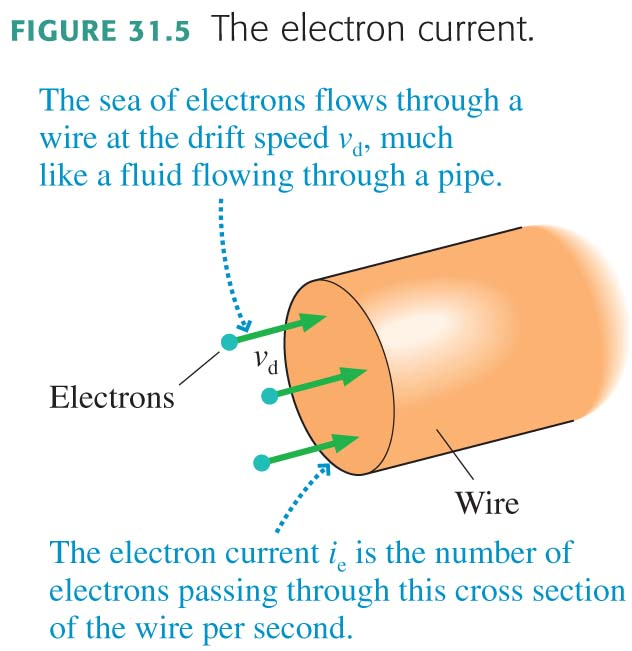 FIGURE 31.5 The electron current.
The sea of electrons flows through a
wire at the drift speed vd, much
like a fluid flowing through a pipe.
vd
Electrons
Wire
The electron current ie is the number of
electrons passing through this cross section
of the wire per second.